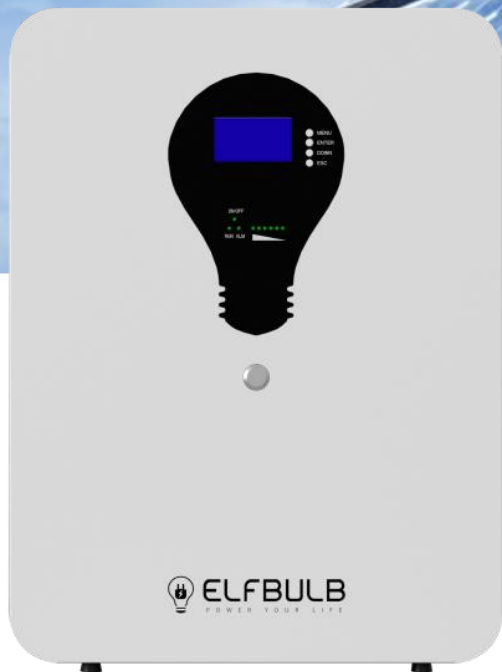 MENU
ENTER
DOWN
ESC
ON/OFF
RUN ALM
ELFBULB
POWER YOUR LIFE